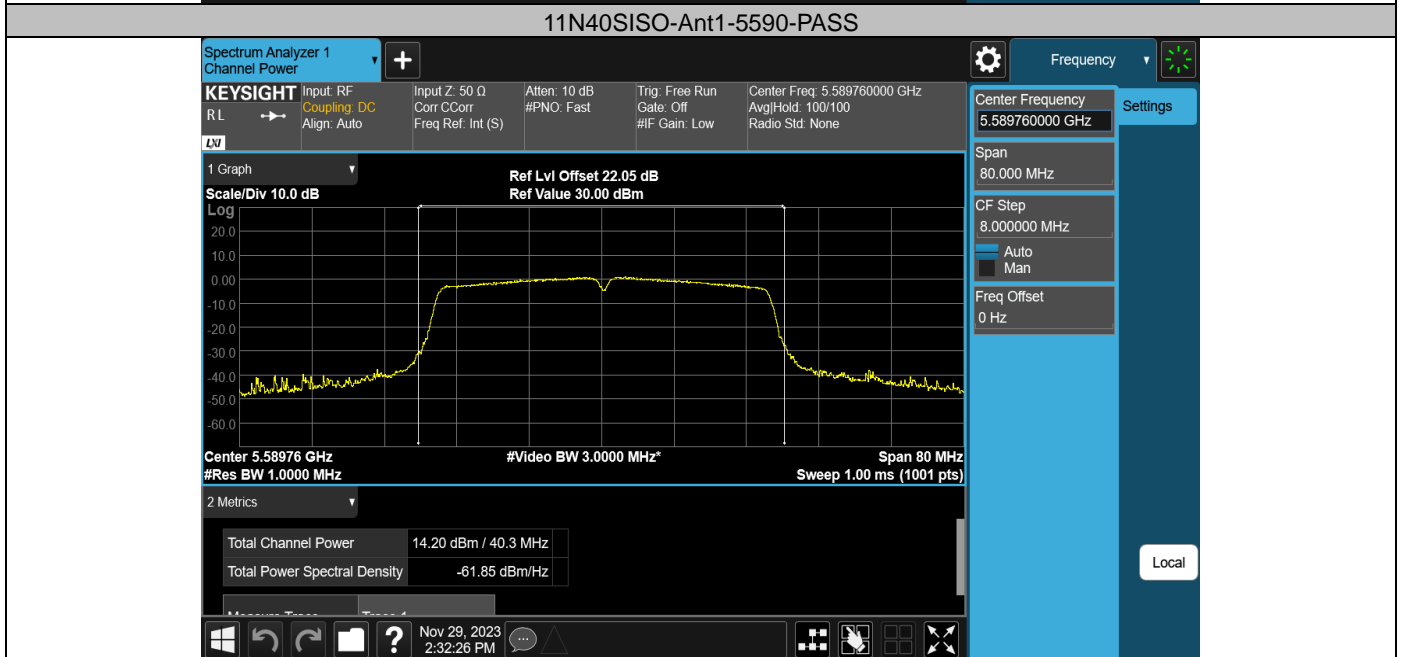 11N40SISO-Ant1-5590-PASS
Spectrum Analyzer 1
Channel Power
Frequency
KEYSIGHT
RL
LXI
Input: RF
Coupling: DC
Align: Auto
Input Z: 50 Ω
Corr CCorr
Freq Ref: Int (S)
Atten: 10 dB
#PNO: Fast
Trig: Free Run
Gate: Off
#IF Gain: Low
Center Freq: 5.589760000 GHz
Avg|Hold: 100/100
Radio Std: None
Center Frequency
5.589760000 GHz
Settings
Span
80.000 MHz
CF Step
8.000000 MHz
Auto
Man
Freq Offset
0 Hz
1 Graph
Scale/Div 10.0 dB
Ref Lvl Offset 22.05 dB
Ref Value 30.00 dBm
Log
20.0
10.0
0.00
-10.0
-20.0
-30.0
-40.0
-50.0
-60.0
Center 5.58976 GHz
#Video BW 3.0000 MHz*
Span 80 MHz
#Res BW 1.0000 MHz
Sweep 1.00 ms (1001 pts)
2 Metrics
Total Channel Power 14.20 dBm / 40.3 MHz
Total Power Spectral Density -61.85 dBm/Hz
Measure Trace Trace 1
Local
?
Nov 29, 2023
2:32:26 PM